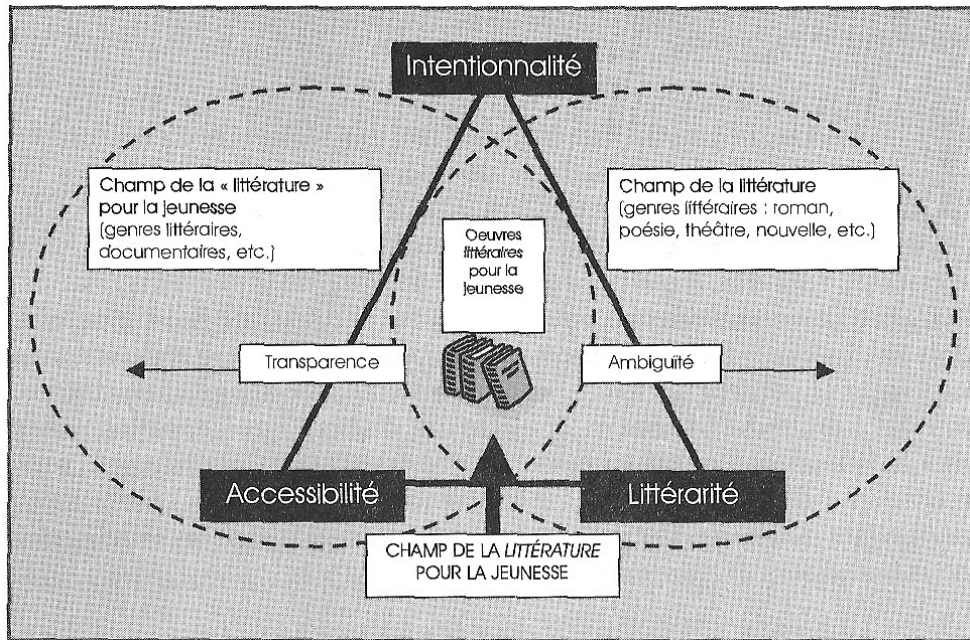 Intentionnalité
Champ de la « littérature »
pour la jeunesse
(genres littéraires,
documentaires, etc.)
Champ de la littérature
(genres littéraires : roman,
poésie, théâtre, nouvelle, etc.)
Oeuvres
littéraires
pour la
jeunesse
Transparence
Ambiguïté
Accessibilité
Littérarité
CHAMP DE LA LITTÉRATURE
POUR LA JEUNESSE